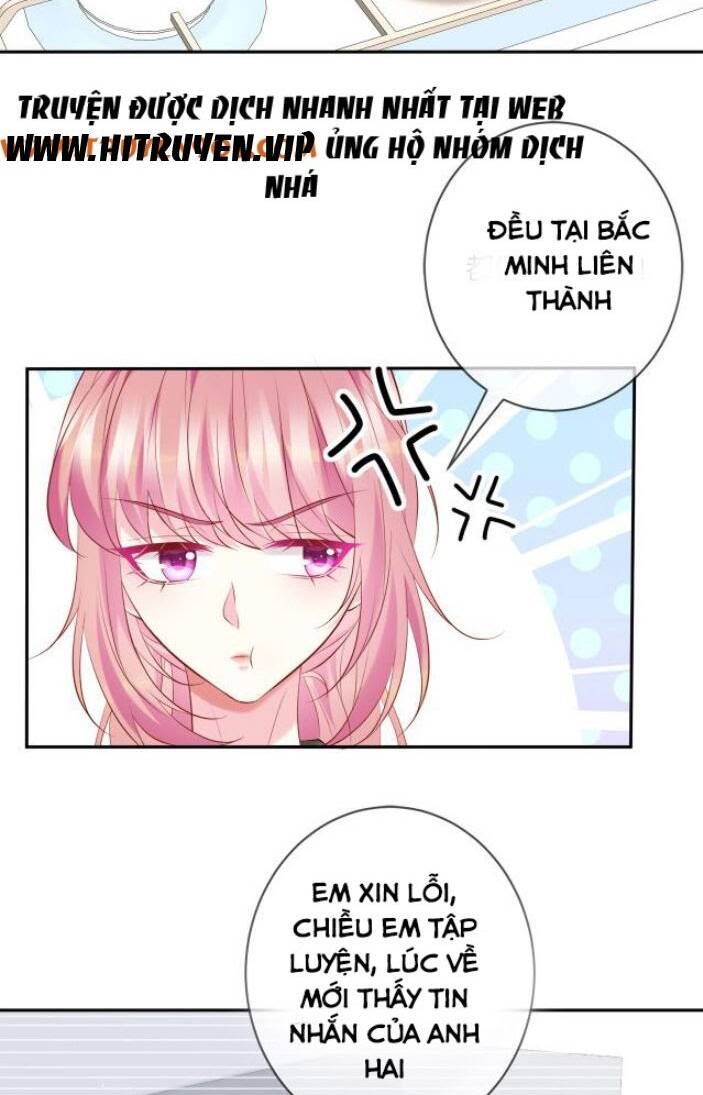 TRUYỆN ĐƯỢC DỊCH NHANH NHẤT TẠI WEB
WWW.HITRUYEN.VIP ỦNG HỘ NHÓM DỊCH
NHÁ
ĐỀU TẠI BẮC
MINH LIÊN
THÀNH
EM XIN LỖI,
CHIỀU EM TẬP
LUYỆN, LÚC VỀ
MỚI THẤY TIN
NHẮN CỦA ANH
HAI